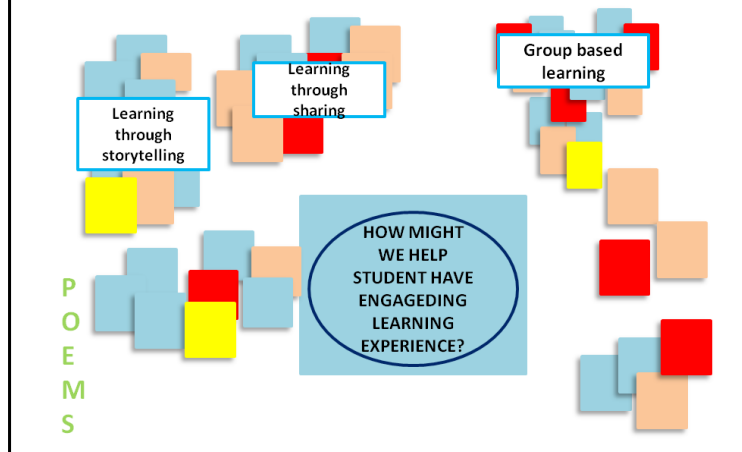 Learning
through
storytelling
Learning
through
sharing
Group based
learning
HOW MIGHT
WE HELP
STUDENT HAVE
ENGAGEDING
LEARNING
EXPERIENCE?
P
O
E
M
S